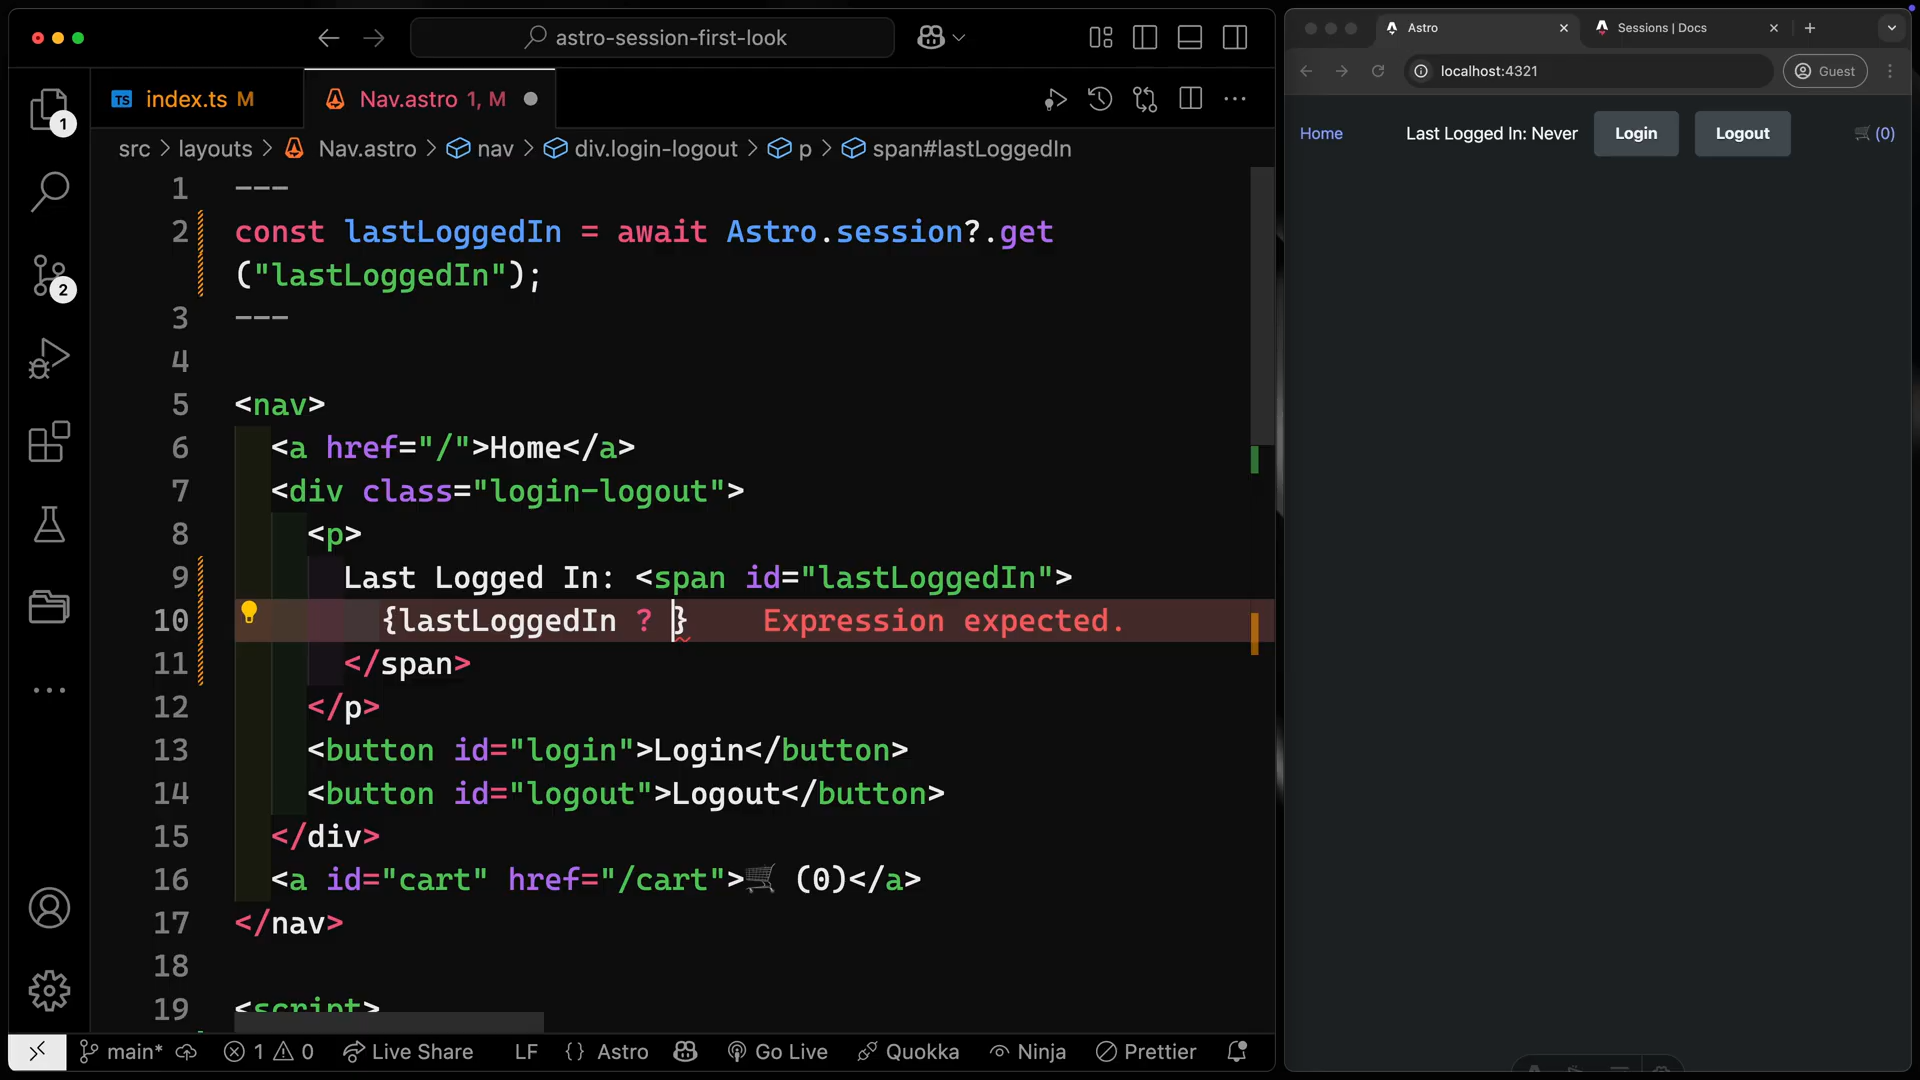 astro-session-first-look
TS index.ts M
Nav.astro 1, M
src > layouts > Nav.astro > nav > div.login-logout > p > span#lastLoggedIn
1 ---
2 const lastLoggedIn = await Astro.session?.get
("lastLoggedIn");
3 ---
4
5 <nav>
6 <a href="/">Home</a>
7 <div class="login-logout">
8 <p>
9 Last Logged In: <span id="lastLoggedIn">
10 {lastLoggedIn ? } Expression expected.
11 </span>
12 </p>
13 <button id="login">Login</button>
14 <button id="logout">Logout</button>
15 </div>
16 <a id="cart" href="/cart">🛒 (0)</a>
17 </nav>
18
19 <script>
1
2
main* 1 0 Live Share LF {} Astro Go Live Quokka Ninja Prettier
Astro
Sessions | Docs
localhost:4321
Guest
Home Last Logged In: Never Login Logout 🛒 (0)